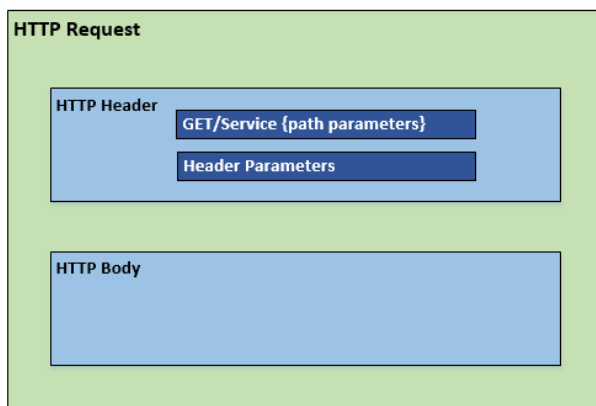 HTTP Request
HTTP Header
GET/Service {path parameters}
Header Parameters
HTTP Body